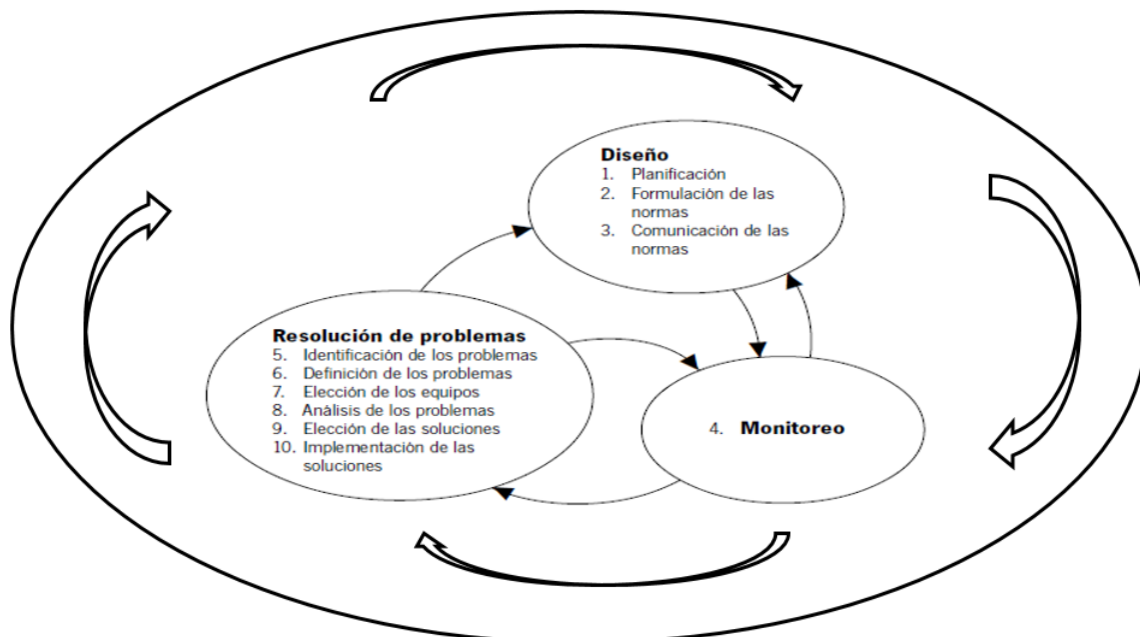 Diseño
1. Planificación
2. Formulación de las
normas
3. Comunicación de las
normas
Resolución de problemas
5. Identificación de los problemas
6. Definición de los problemas
7. Elección de los equipos
8. Análisis de los problemas
9. Elección de las soluciones
10. Implementación de las
soluciones
4. Monitoreo